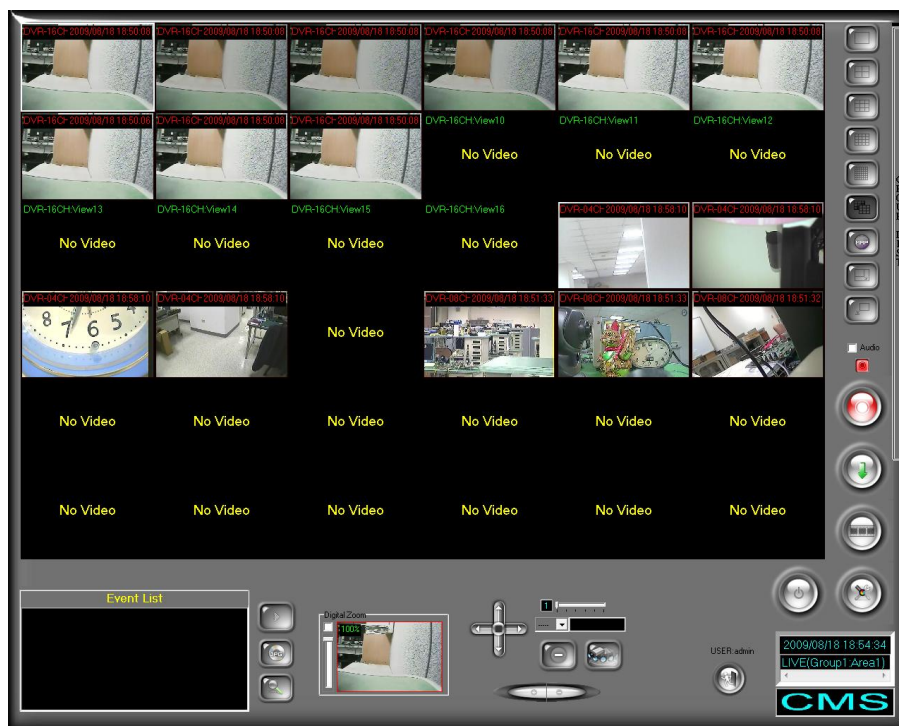 DVR-16CH 2009/08/18 18:50:08 DVR-16CH 2009/08/18 18:50:08 DVR-16CH 2009/08/18 18:50:08 DVR-16CH 2009/08/18 18:50:08 DVR-16CH 2009/08/18 18:50:08 DVR-16CH 2009/08/18 18:50:08
DVR-16CH 2009/08/18 18:50:06 DVR-16CH 2009/08/18 18:50:08 DVR-16CH 2009/08/18 18:50:08 DVR-16CH:View10 DVR-16CH:View11 DVR-16CH:View12
No Video No Video No Video
DVR-16CH:View13 DVR-16CH:View14 DVR-16CH:View15 DVR-16CH:View16 DVR-04CH 2009/08/18 18:58:10 DVR-04CH 2009/08/18 18:58:10
No Video No Video No Video No Video
DVR-04CH 2009/08/18 18:58:10 DVR-04CH 2009/08/18 18:58:10 DVR-08CH 2009/08/18 18:51:33 DVR-08CH 2009/08/18 18:51:33 DVR-08CH 2009/08/18 18:51:32
8 7 6 5
No Video
Audio
No Video No Video No Video No Video No Video No Video
No Video No Video No Video No Video No Video No Video
Event List
Digital Zoom
100%
1
----
USER:admin
2009/08/18 18:54:34
LIVE(Group1:Area1)
CMS